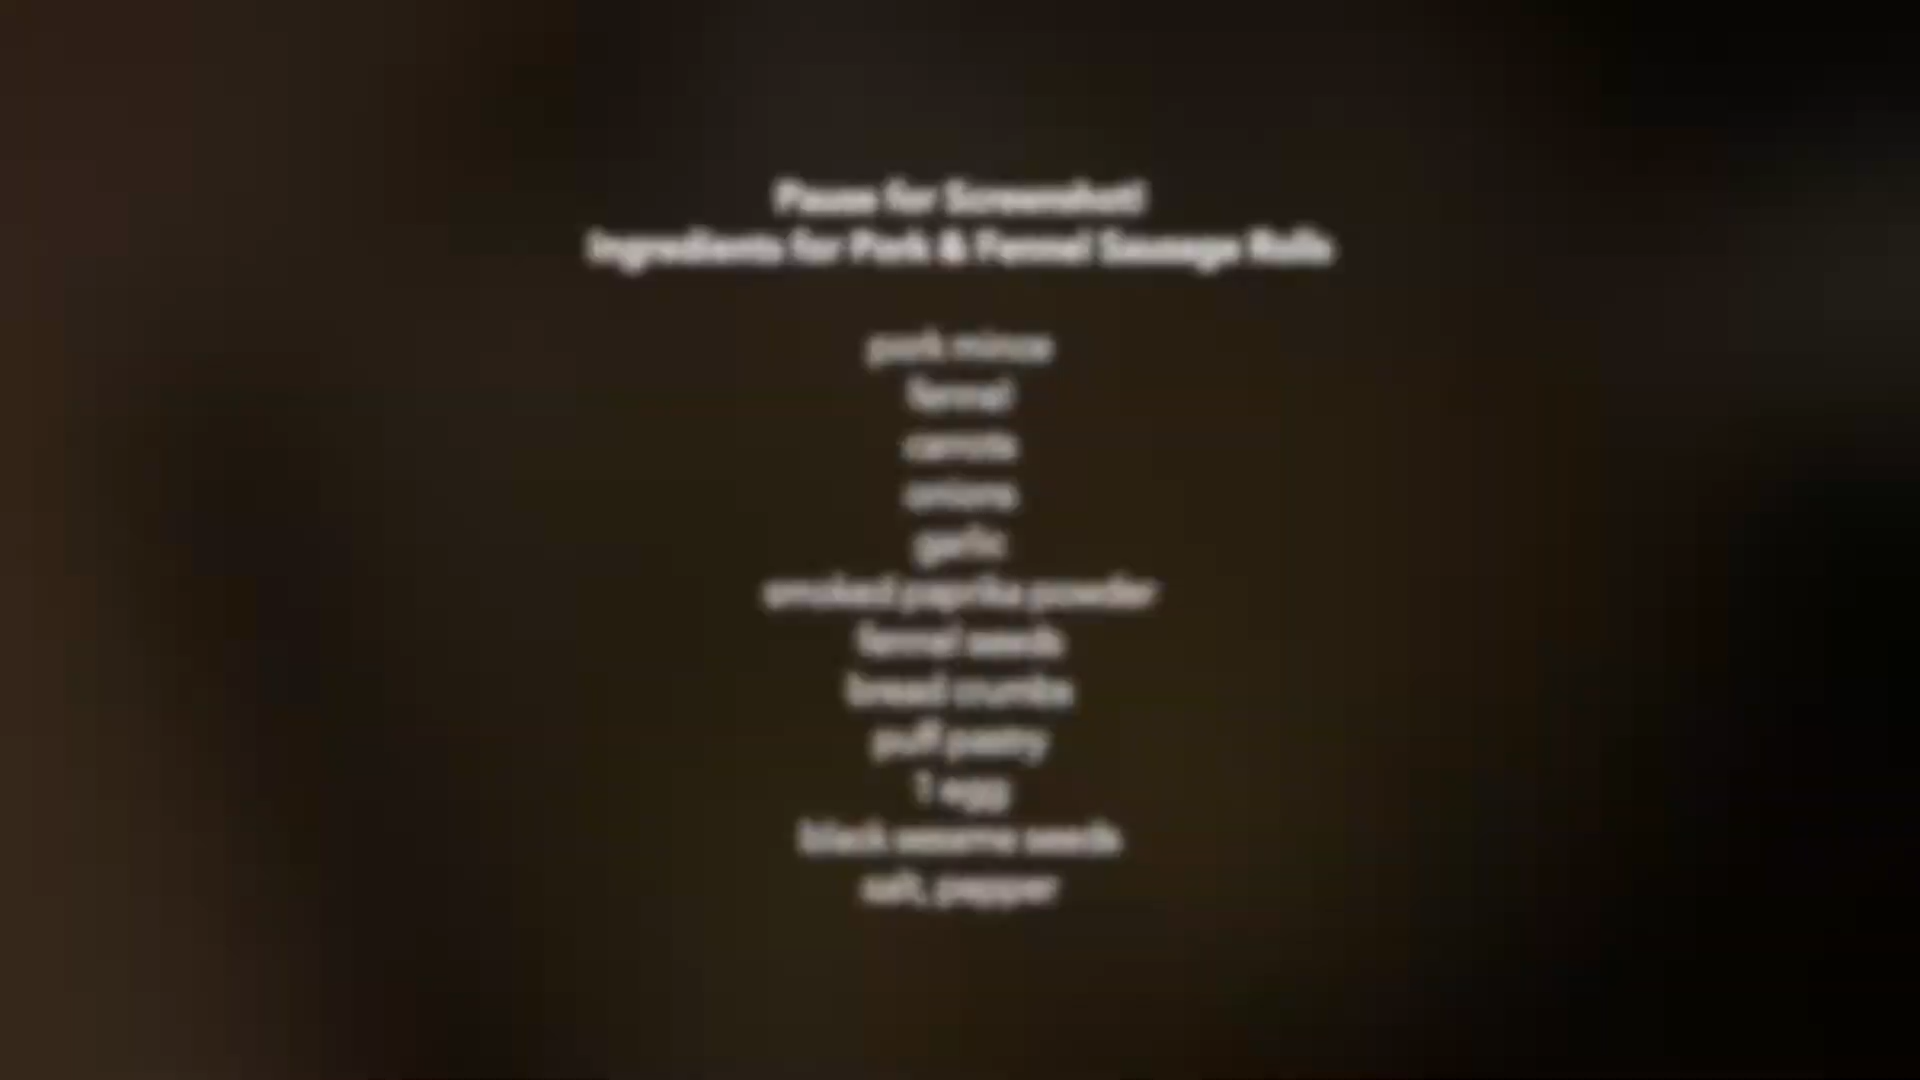 Pause for Screenshot!
Ingredients for Pork & Fennel Sausage Rolls
pork mince
fennel
carrots
onions
garlic
smoked paprika powder
fennel seeds
bread crumbs
puff pastry
1 egg
black sesame seeds
salt, pepper